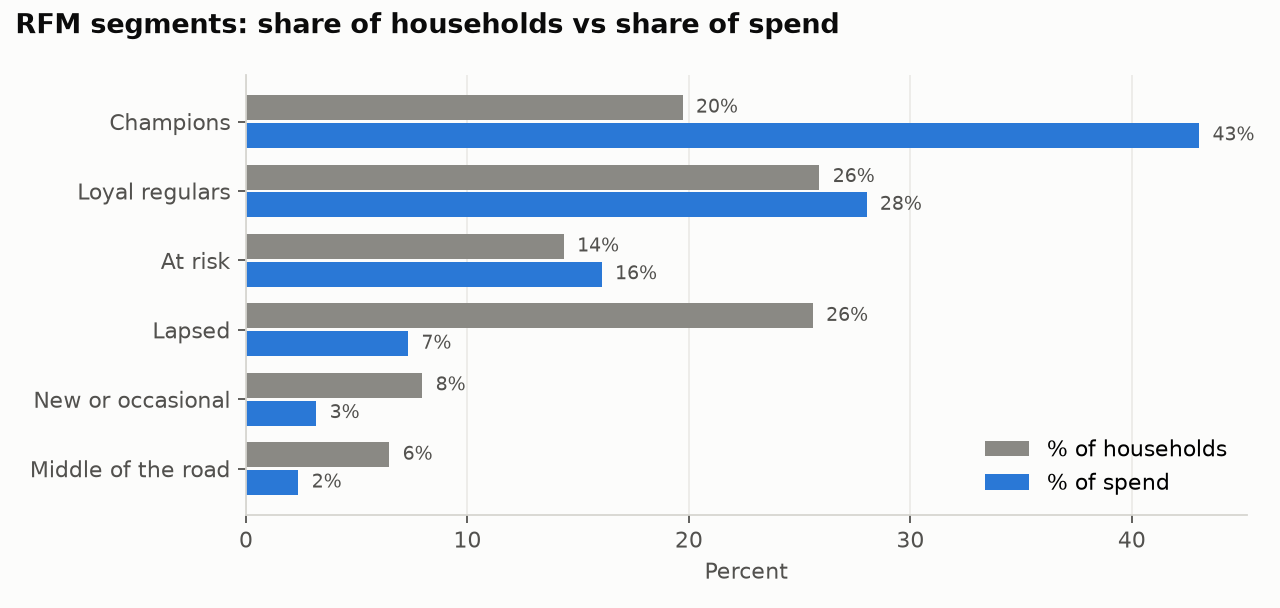 RFM segments: share of households vs share of spend
Champions
20%
43%
Loyal regulars
26%
28%
At risk
14%
16%
Lapsed
26%
7%
New or occasional
8%
3%
Middle of the road
6%
2%
% of households
% of spend
0 10 20 30 40
Percent